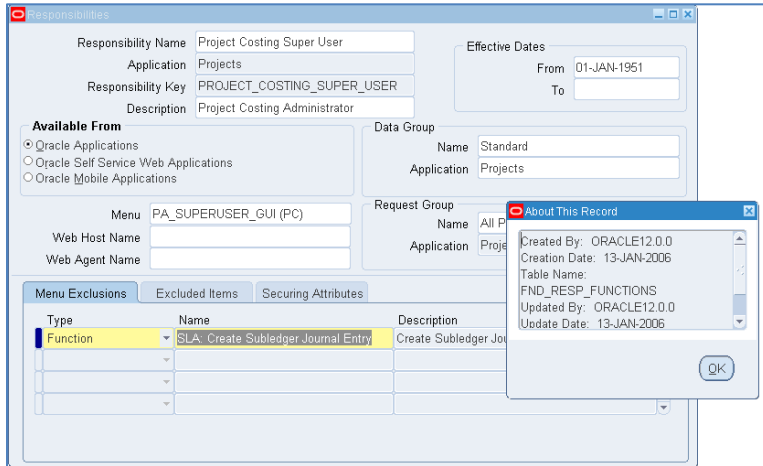 Responsibilities
Responsibility Name Project Costing Super User
Application Projects
Responsibility Key PROJECT_COSTING_SUPER_USER
Description Project Costing Administrator
Effective Dates
From 01-JAN-1951
To
Available From
Oracle Applications
Oracle Self Service Web Applications
Oracle Mobile Applications
Data Group
Name Standard
Application Projects
Menu PA_SUPERUSER_GUI (PC)
Web Host Name
Web Agent Name
Request Group
Name All P
Application Proje
About This Record
Created By: ORACLE12.0.0
Creation Date: 13-JAN-2006
Table Name:
FND_RESP_FUNCTIONS
Updated By: ORACLE12.0.0
Update Date: 13-JAN-2006
OK
Menu Exclusions Excluded Items Securing Attributes
Type Name Description
Function SLA: Create Subledger Journal Entry Create Subledger Jou